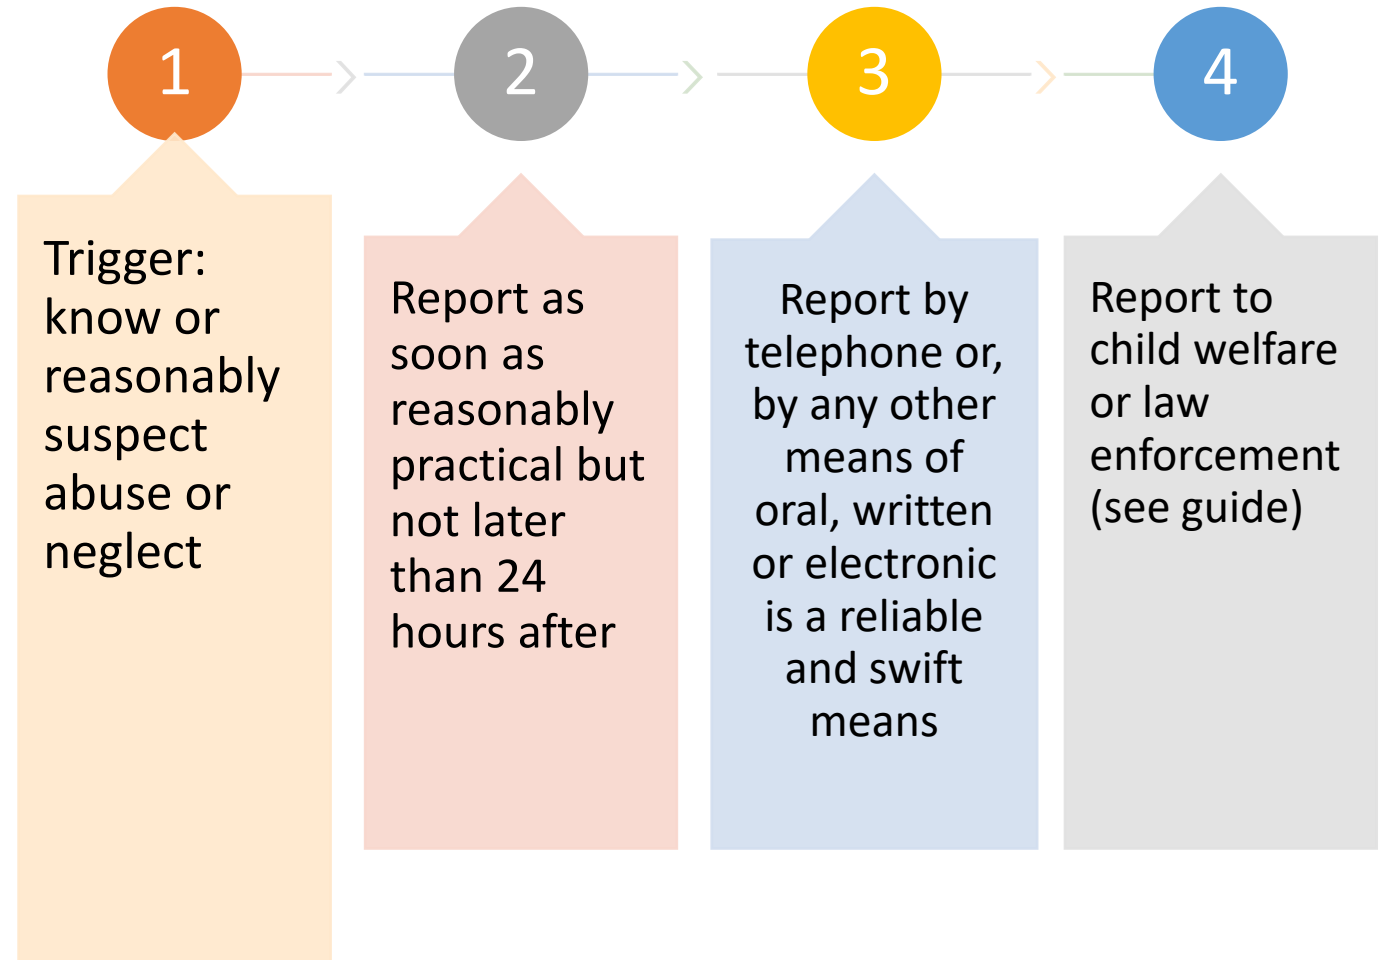 1
2
3
4
Trigger:
know or
reasonably
suspect
abuse or
neglect
Report as
soon as
reasonably
practical but
not later
than 24
hours after
Report by
telephone or,
by any other
means of
oral, written
or electronic
is a reliable
and swift
means
Report to
child welfare
or law
enforcement
(see guide)